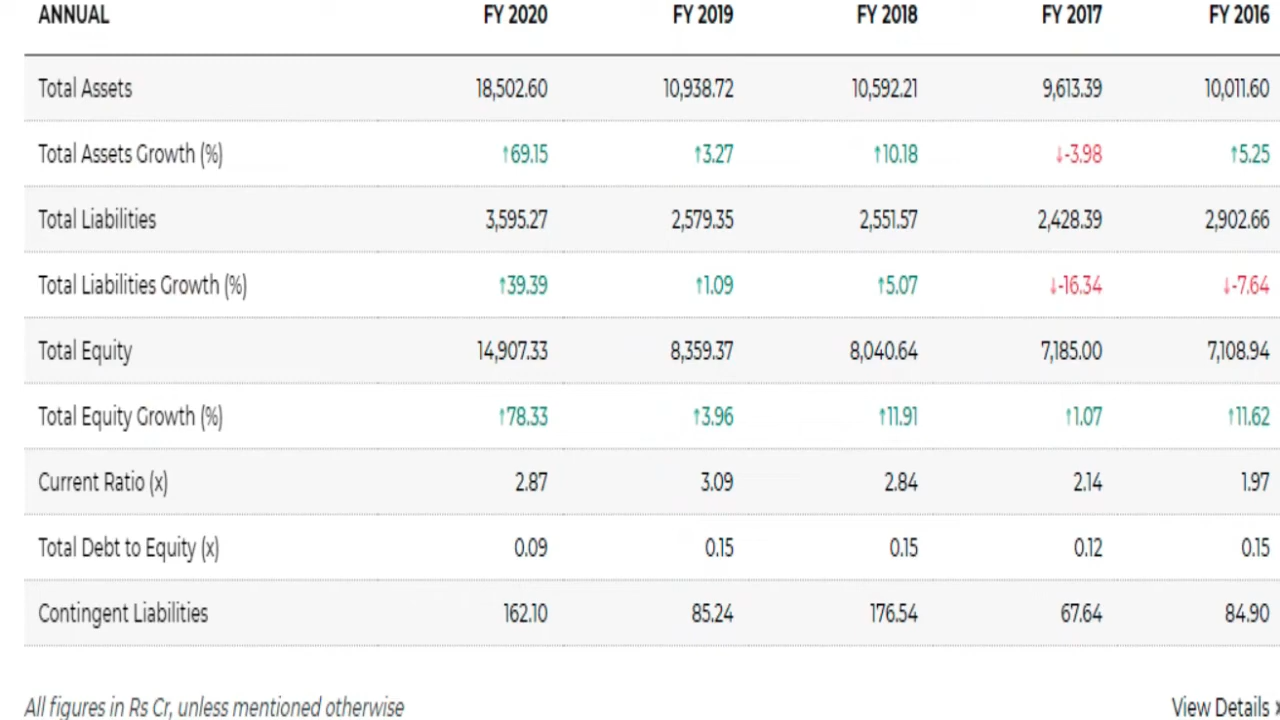 ANNUAL FY 2020 FY 2019 FY 2018 FY 2017 FY 2016
Total Assets 18,502.60 10,938.72 10,592.21 9,613.39 10,011.60
Total Assets Growth (%) ↑69.15 ↑3.27 ↑10.18 ↓-3.98 ↑5.25
Total Liabilities 3,595.27 2,579.35 2,551.57 2,428.39 2,902.66
Total Liabilities Growth (%) ↑39.39 ↑1.09 ↑5.07 ↓-16.34 ↓-7.64
Total Equity 14,907.33 8,359.37 8,040.64 7,185.00 7,108.94
Total Equity Growth (%) ↑78.33 ↑3.96 ↑11.91 ↑1.07 ↑11.62
Current Ratio (x) 2.87 3.09 2.84 2.14 1.97
Total Debt to Equity (x) 0.09 0.15 0.15 0.12 0.15
Contingent Liabilities 162.10 85.24 176.54 67.64 84.90
All figures in Rs Cr, unless mentioned otherwise View Details